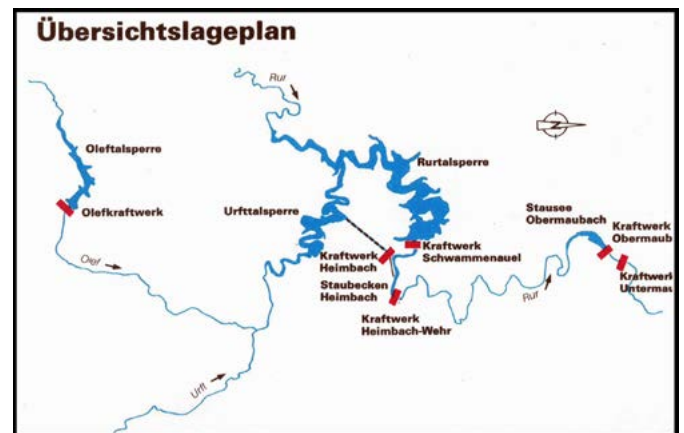 Übersichtslageplan
Rur
Oleftalsperre
Rurtalsperre
N
Olefkraftwerk
Urfttalsperre
Stausee
Obermaubach
Kraftwerk
Obermaub
Kraftwerk
Heimbach
Kraftwerk
Schwammenauel
Kraftwerk
Untermau
Staubecken
Heimbach
Olef
Rur
Kraftwerk
Heimbach-Wehr
Urft